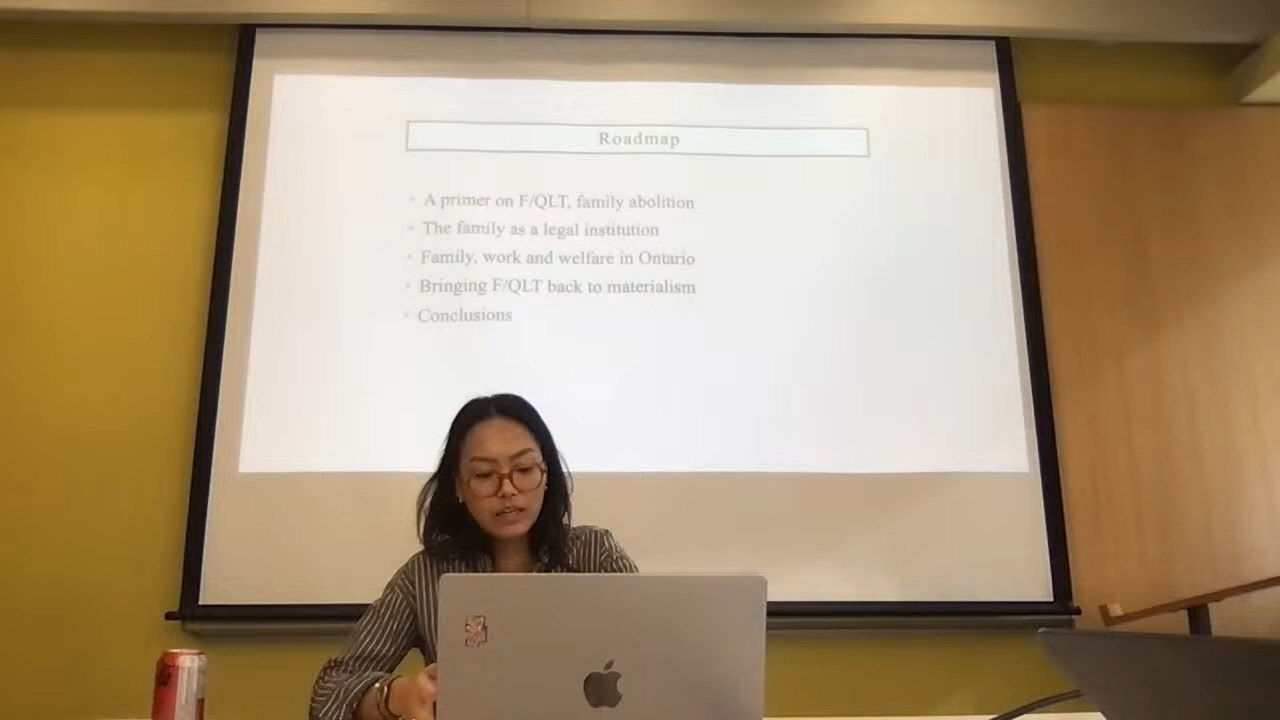 Roadmap
• A primer on F/QLT, family abolition
• The family as a legal institution
• Family, work and welfare in Ontario
• Bringing F/QLT back to materialism
• Conclusions